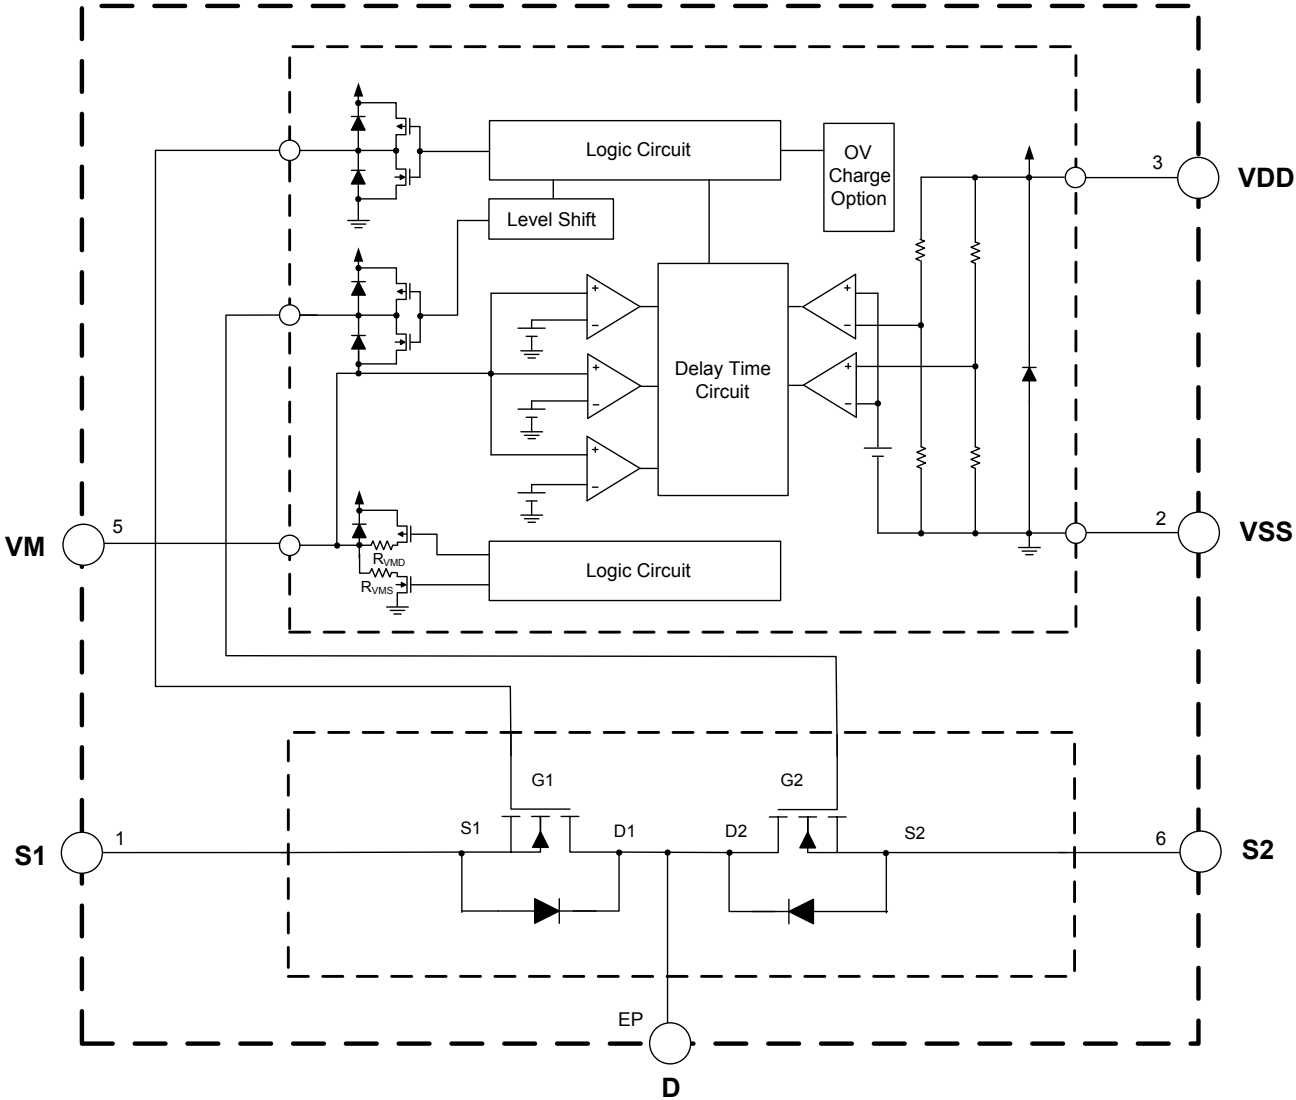 Logic Circuit
OV
Charge
Option
3
VDD
Level Shift
+
−
+
−
Delay Time
Circuit
+
−
+
−
+
−
5
VM
2
VSS
RVMD
RVMS
Logic Circuit
G1
G2
S1
D1
D2
S2
1
S1
6
S2
EP
D